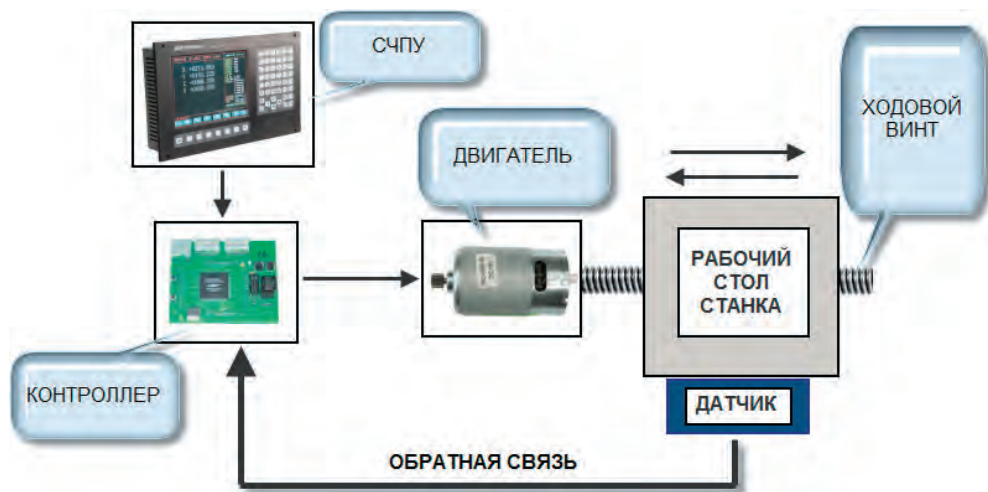 СЧПУ
ХОДОВОЙ
ВИНТ
ДВИГАТЕЛЬ
РАБОЧИЙ
СТОЛ
СТАНКА
КОНТРОЛЛЕР
ДАТЧИК
ОБРАТНАЯ СВЯЗЬ